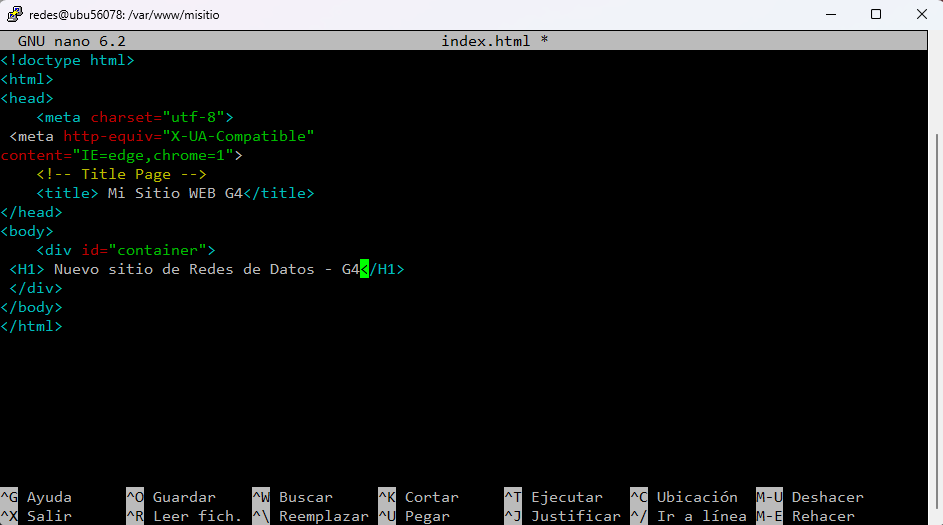 redes@ubu56078: /var/www/misitio
GNU nano 6.2 index.html *
<!doctype html>
<html>
<head>
    <meta charset="utf-8">
 <meta http-equiv="X-UA-Compatible"
content="IE=edge,chrome=1">
    <!-- Title Page -->
    <title> Mi Sitio WEB G4</title>
</head>
<body>
    <div id="container">
 <H1> Nuevo sitio de Redes de Datos - G4</H1>
 </div>
</body>
</html>
^G Ayuda ^O Guardar ^W Buscar ^K Cortar ^T Ejecutar ^C Ubicación M-U Deshacer
^X Salir ^R Leer fich. ^\ Reemplazar ^U Pegar ^J Justificar ^/ Ir a línea M-E Rehacer